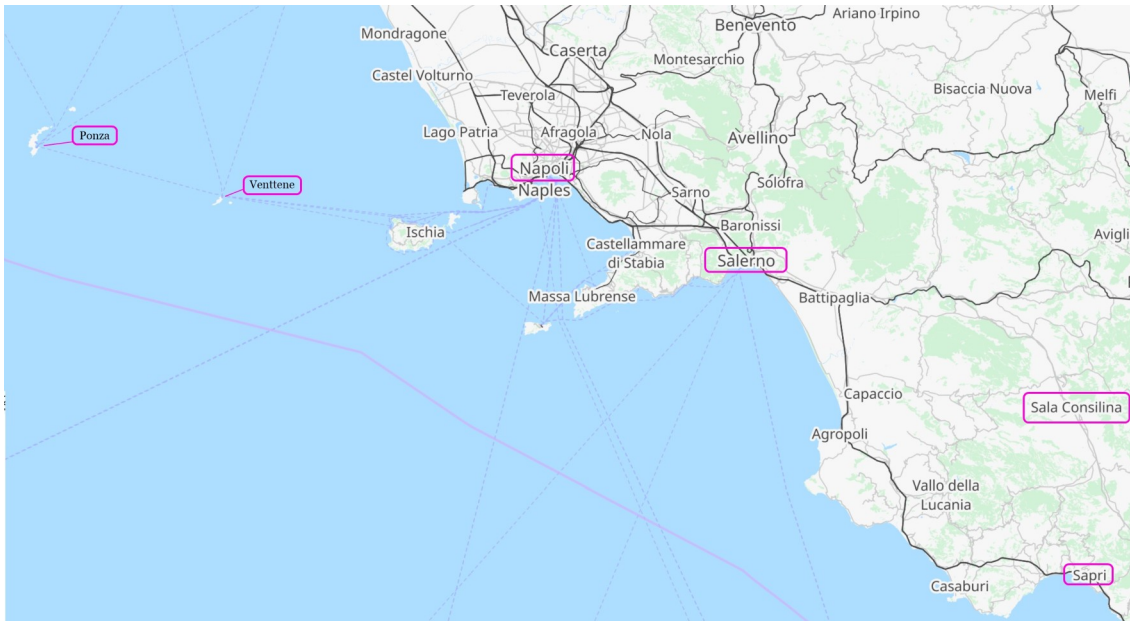 Ariano Irpino
Benevento
Mondragone
Caserta
Montesarchio
Castel Volturno
Bisaccia Nuova
Melfi
Teverola
Lago Patria
Afragola
Nola
Avellino
Ponza
Napoli
Naples
Venttene
Solofra
Sarno
Baronissi
Ischia
Castellammare
di Stabia
Salerno
Massa Lubrense
Battipaglia
Capaccio
Sala Consilina
Agropoli
Vallo della
Lucania
Sapri
Casaburi